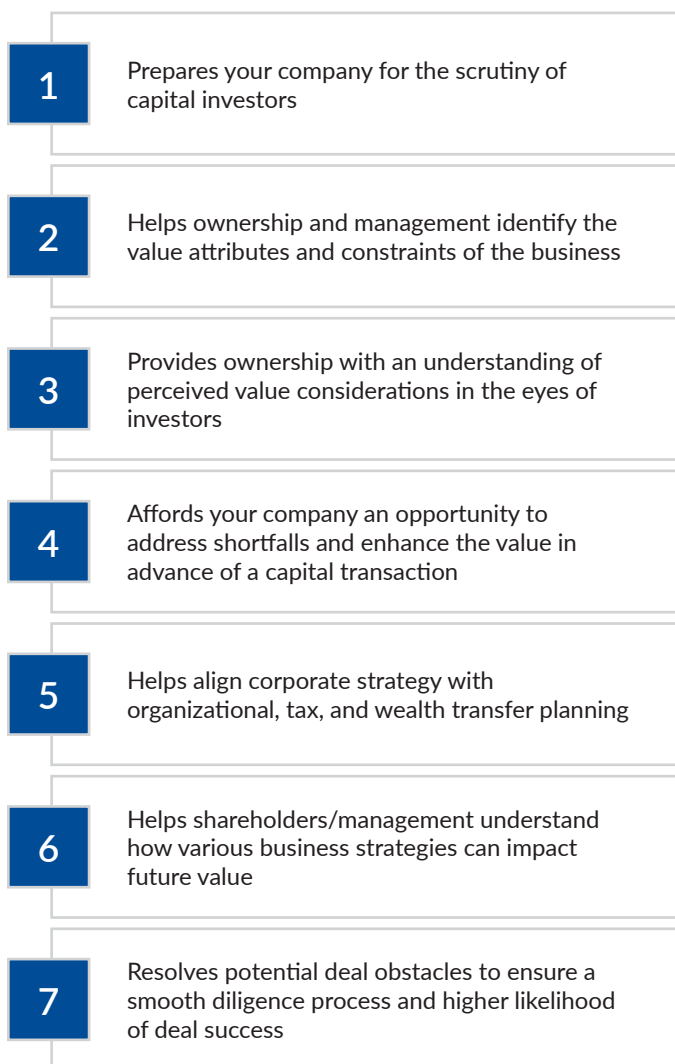 1
Prepares your company for the scrutiny of
capital investors
2
Helps ownership and management identify the
value attributes and constraints of the business
3
Provides ownership with an understanding of
perceived value considerations in the eyes of
investors
4
Affords your company an opportunity to
address shortfalls and enhance the value in
advance of a capital transaction
5
Helps align corporate strategy with
organizational, tax, and wealth transfer planning
6
Helps shareholders/management understand
how various business strategies can impact
future value
7
Resolves potential deal obstacles to ensure a
smooth diligence process and higher likelihood
of deal success